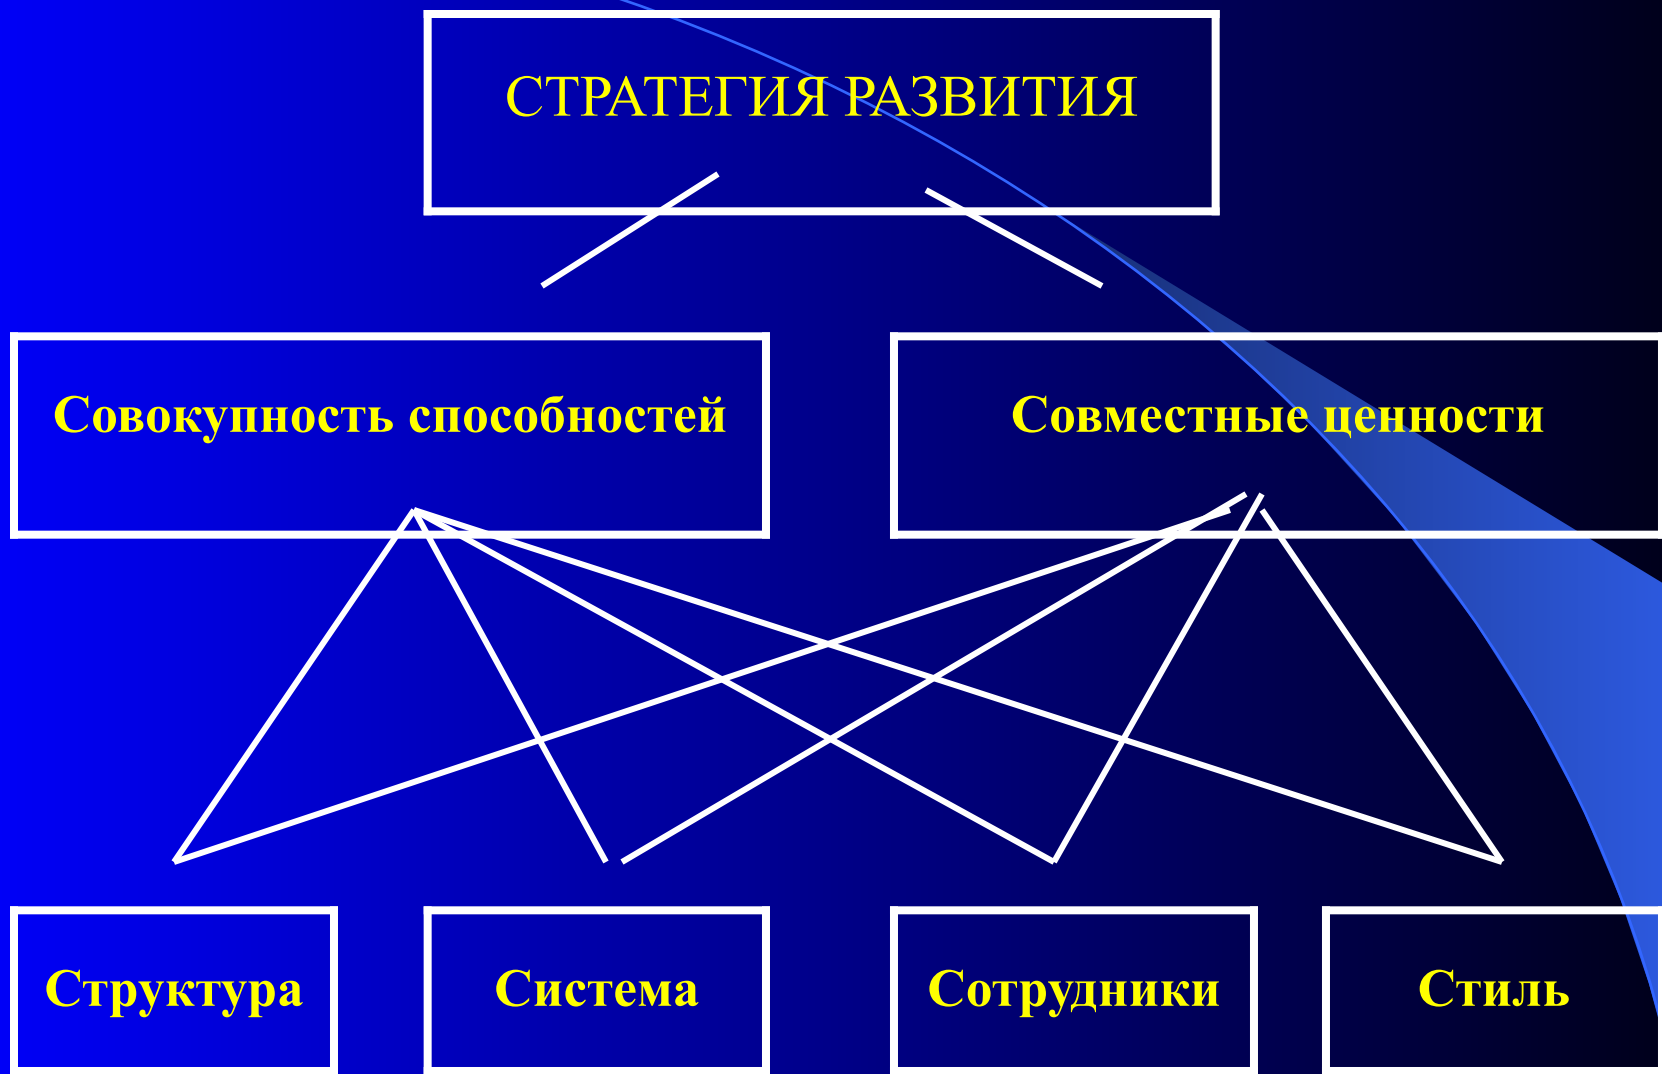 СТРАТЕГИЯ РАЗВИТИЯ
Совокупность способностей
Совместные ценности
Структура
Система
Сотрудники
Стиль